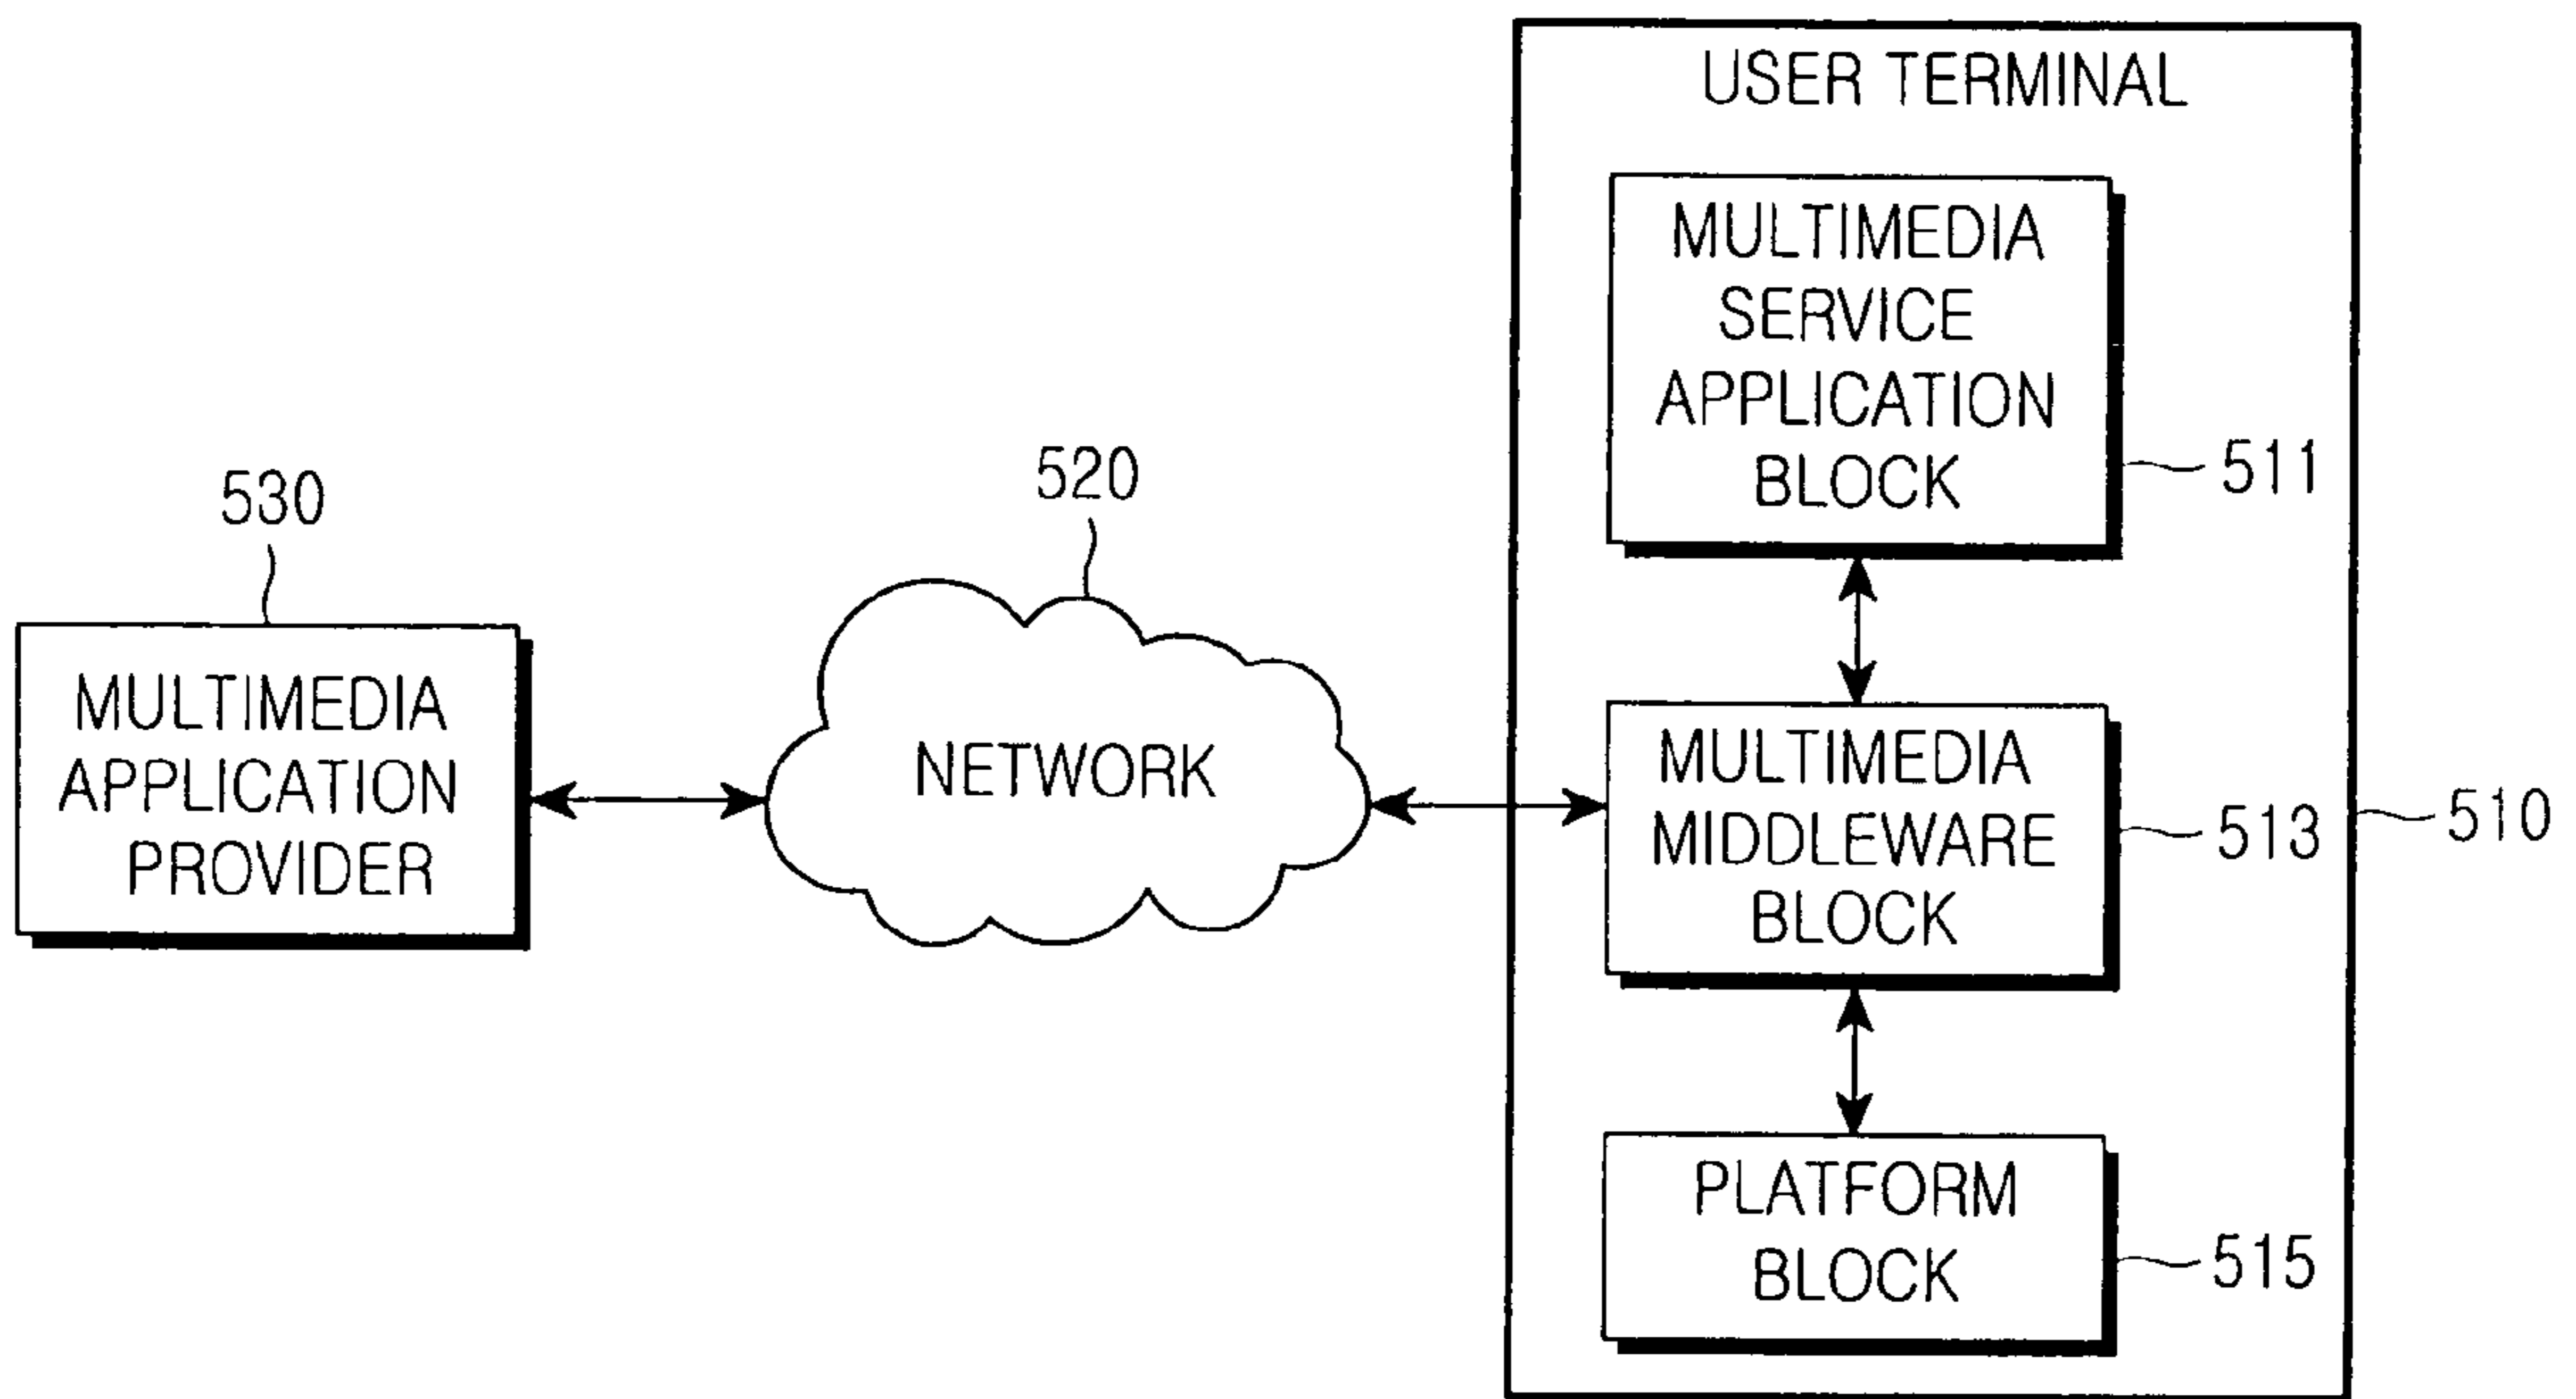 530
MULTIMEDIA
APPLICATION
PROVIDER
520
NETWORK
USER TERMINAL
MULTIMEDIA
SERVICE
APPLICATION
BLOCK
511
MULTIMEDIA
MIDDLEWARE
BLOCK
513
510
PLATFORM
BLOCK
515